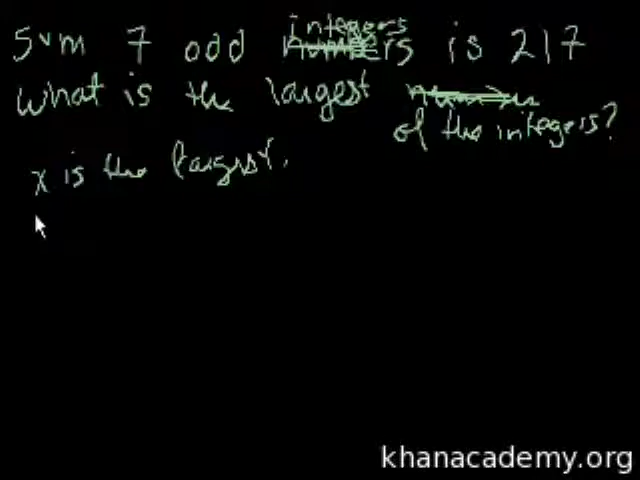 Sum 7 odd integers is 217
what is the largest
of the integers?
x is the largest.
khanacademy.org